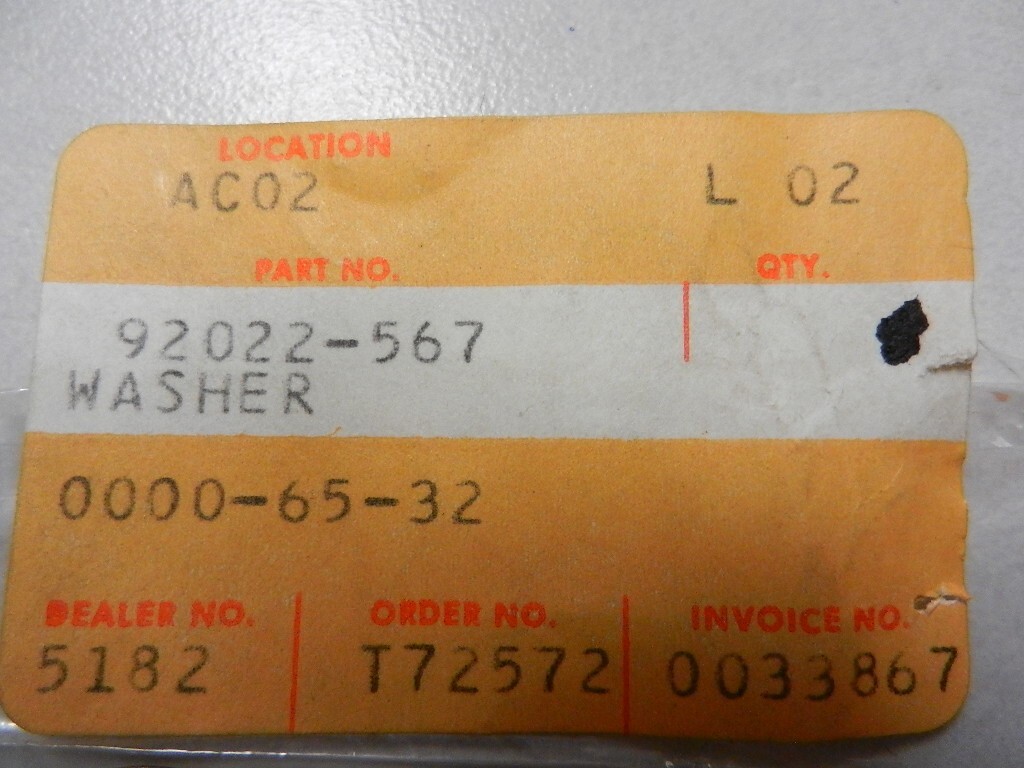 LOCATION
AC02 L 02
PART NO. QTY.
92022-567
WASHER
0000-65-32
DEALER NO. ORDER NO. INVOICE NO.
5182 T72572 0033867